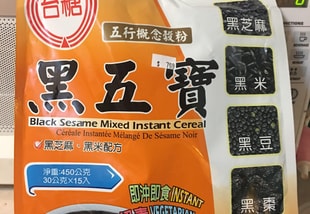 台糖
五行概念穀粉
黑五寶
Black Sesame Mixed Instant Cereal
Céréale Instantée Mélangé De Sésame Noir
黑芝麻、黑米配方
淨重:450公克
30公克×15入
即沖即食 INSTANT
VEGETARIAN
黑芝麻
黑米
黑豆
黑棗